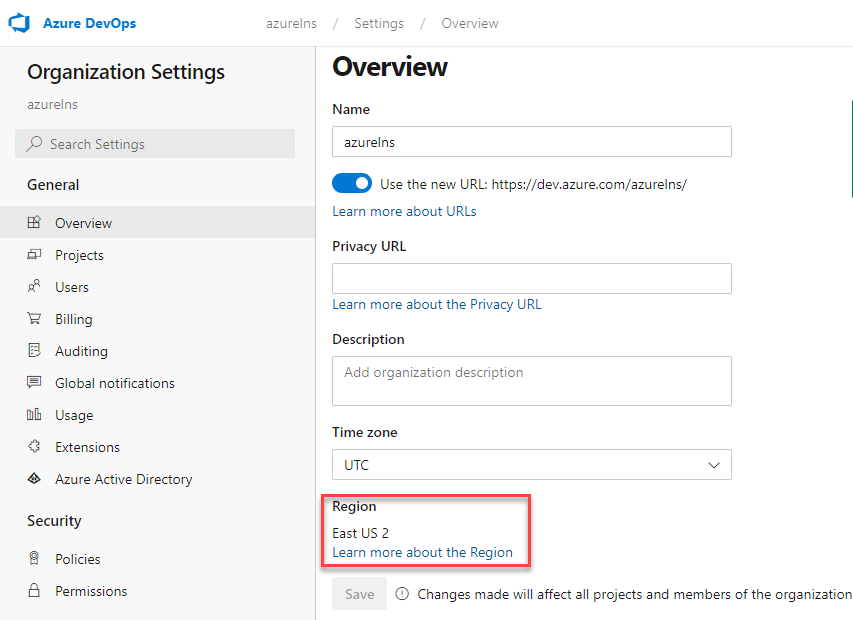 Azure DevOps
azurelns / Settings / Overview
Organization Settings
azurelns
Search Settings
General
Overview
Projects
Users
Billing
Auditing
Global notifications
Usage
Extensions
Azure Active Directory
Security
Policies
Permissions
Overview
Name
azurelns
Use the new URL: https://dev.azure.com/azurelns/
Learn more about URLs
Privacy URL
Learn more about the Privacy URL
Description
Add organization description
Time zone
UTC
Region
East US 2
Learn more about the Region
Save
Changes made will affect all projects and members of the organization